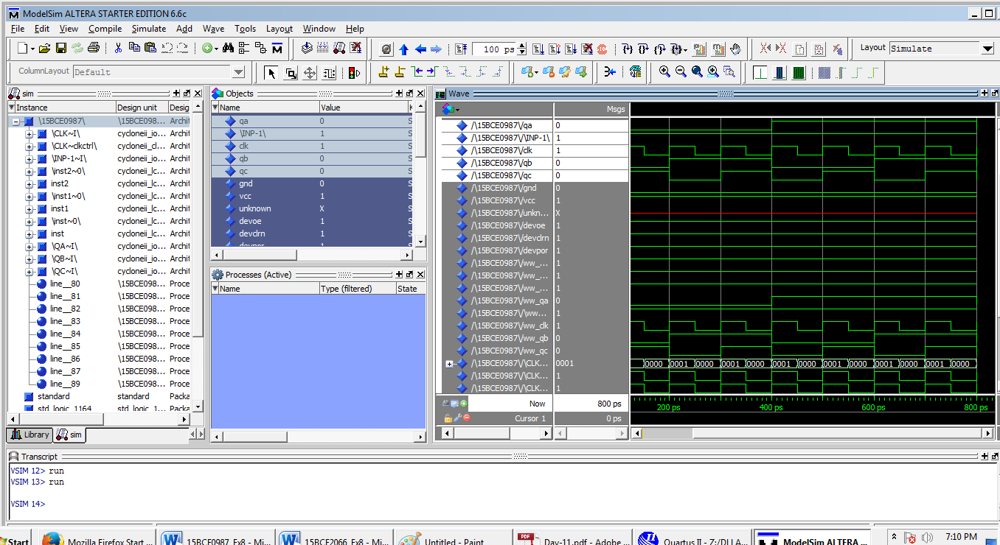 ModelSim ALTERA STARTER EDITION 6.6c
File Edit View Compile Simulate Add Wave Tools Layout Window Help
100 ps Layout Simulate
ColumnLayout Default
sim
Instance Design unit Desig
\15BCE0987\ \15BCE098... Archit
\CLK~I\ cycloneii_io... Archit
\CLK~clkctrl\ cycloneii_cl... Archit
\INP-1~I\ cycloneii_io... Archit
\inst2~0\ cycloneii_lc... Archit
inst2 cycloneii_lc... Archit
\inst1~0\ cycloneii_lc... Archit
inst1 cycloneii_lc... Archit
\inst~0\ cycloneii_lc... Archit
inst cycloneii_lc... Archit
\QA~I\ cycloneii_io... Archit
\QB~I\ cycloneii_io... Archit
\QC~I\ cycloneii_io... Archit
line__80 \15BCE098... Proce
line__81 \15BCE098... Proce
line__82 \15BCE098... Proce
line__83 \15BCE098... Proce
line__84 \15BCE098... Proce
line__85 \15BCE098... Proce
line__86 \15BCE098... Proce
line__87 \15BCE098... Proce
line__89 \15BCE098... Proce
standard standard Packa
std_logic_1164 std_logic_1... Packa
Library sim
Objects
Name Value K
qa 0 S
\INP-1\ 1 S
clk 1 S
qb 0 S
qc 0 S
gnd 0 S
vcc 1 S
unknown X S
devoe 1 S
devclrn 1 S
devpor 1 S
Processes (Active)
Name Type (filtered) State
Wave
Msgs
/\15BCE0987\/qa 0
/\15BCE0987\/\INP-1\ 1
/\15BCE0987\/clk 1
/\15BCE0987\/qb 0
/\15BCE0987\/qc 0
/\15BCE0987\/gnd 0
/\15BCE0987\/vcc 1
/\15BCE0987\/unkn... X
/\15BCE0987\/devoe 1
/\15BCE0987\/devclrn 1
/\15BCE0987\/devpor 1
/\15BCE0987\/ww_... 1
/\15BCE0987\/ww_... 1
/\15BCE0987\/ww_... 1
/\15BCE0987\/ww_qa 0
/\15BCE0987\/\ww... 1
/\15BCE0987\/ww_clk 1
/\15BCE0987\/ww_qb 0
/\15BCE0987\/ww_qc 0
/\15BCE0987\/\CLK... 0001 0000 0001 0000 0001 0000 0001 0000 0001 0000 0001 0000 0001 0000
/\15BCE0987\/\CLK... 1
/\15BCE0987\/\CLK... 1
Now 800 ps 200 ps 400 ps 600 ps 800 ps
Cursor 1 0 ps
Transcript
VSIM 12> run
VSIM 13> run
VSIM 14>
Start Mozilla Firefox Start ... 15BCE0987_Ex8 - Mi... 15BCE2066_Ex8 - Mi... Untitled - Paint PDF Day-11.pdf - Adobe ... Quartus II - Z:/DLLA... ModelSim ALTERA ... 7:10 PM